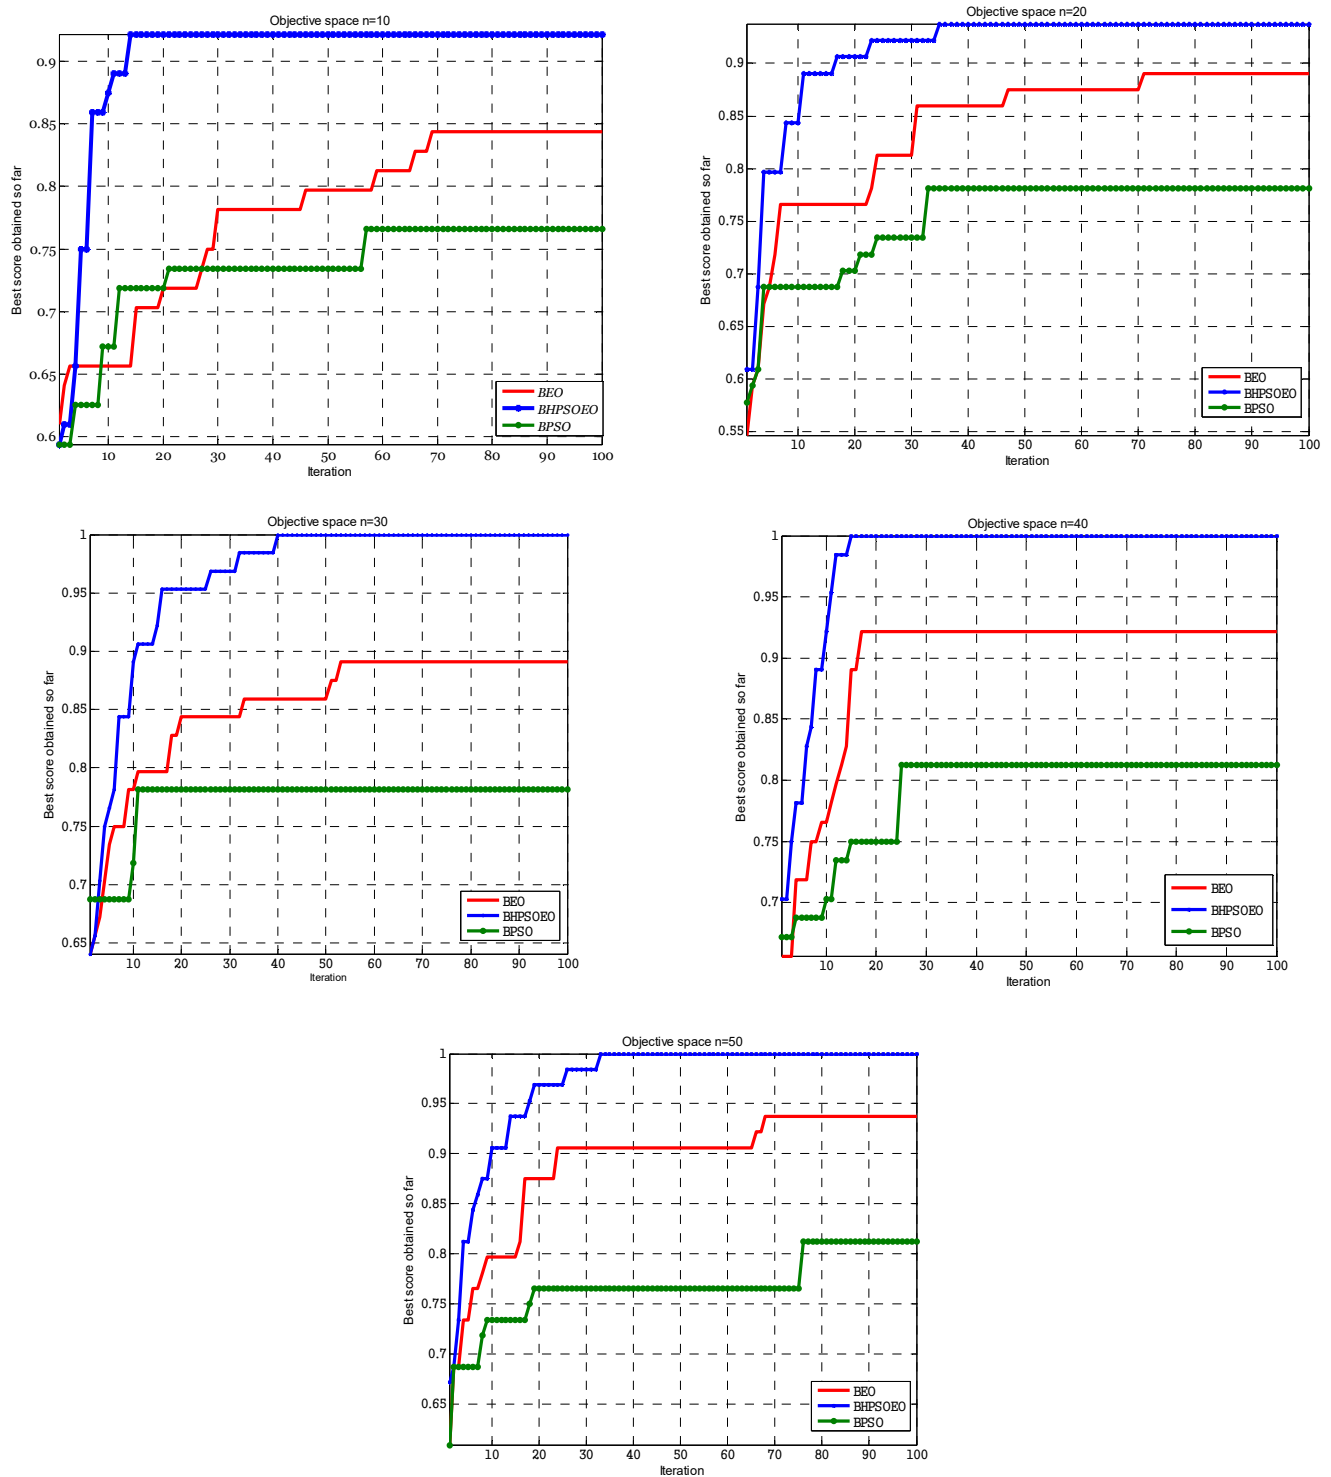 Objective space n=10
0.9
0.85
0.8
0.75
0.7
0.65
0.6
Best score obtained so far
10 20 30 40 50 60 70 80 90 100
Iteration
BEO
BHPSOEO
BPSO
Objective space n=20
0.9
0.85
0.8
0.75
0.7
0.65
0.6
0.55
Best score obtained so far
10 20 30 40 50 60 70 80 90 100
Iteration
BEO
BHPSOEO
BPSO
Objective space n=30
1
0.95
0.9
0.85
0.8
0.75
0.7
0.65
Best score obtained so far
10 20 30 40 50 60 70 80 90 100
Iteration
BEO
BHPSOEO
BPSO
Objective space n=40
1
0.95
0.9
0.85
0.8
0.75
0.7
Best score obtained so far
10 20 30 40 50 60 70 80 90 100
Iteration
BEO
BHPSOEO
BPSO
Objective space n=50
1
0.95
0.9
0.85
0.8
0.75
0.7
0.65
Best score obtained so far
10 20 30 40 50 60 70 80 90 100
Iteration
BEO
BHPSOEO
BPSO